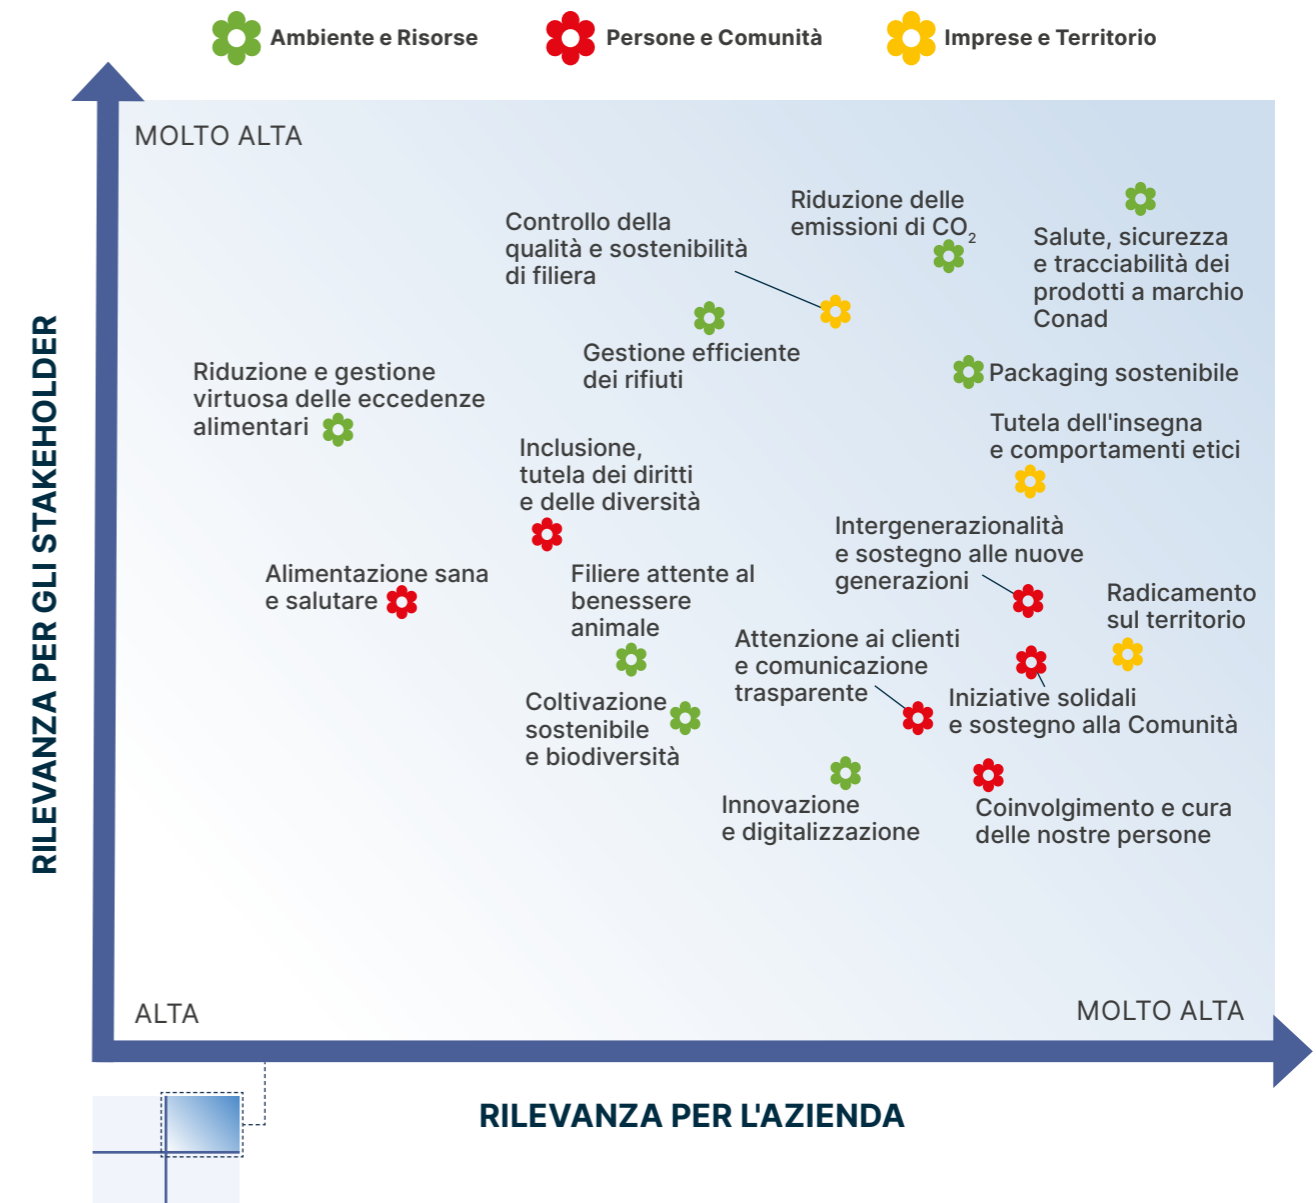 Ambiente e Risorse
Persone e Comunità
Imprese e Territorio
MOLTO ALTA
Riduzione delle
emissioni di CO₂
Controllo della
qualità e sostenibilità
di filiera
Salute, sicurezza
e tracciabilità dei
prodotti a marchio
Conad
Gestione efficiente
dei rifiuti
Riduzione e gestione
virtuosa delle eccedenze
alimentari
Packaging sostenibile
Tutela dell'insegna
e comportamenti etici
Inclusione,
tutela dei diritti
e delle diversità
Intergenerazionalità
e sostegno alle nuove
generazioni
Alimentazione sana
e salutare
Filiere attente al
benessere
animale
Radicamento
sul territorio
Attenzione ai clienti
e comunicazione
trasparente
Iniziative solidali
e sostegno alla Comunità
Coltivazione
sostenibile
e biodiversità
Innovazione
e digitalizzazione
Coinvolgimento e cura
delle nostre persone
ALTA
MOLTO ALTA
RILEVANZA PER GLI STAKEHOLDER
RILEVANZA PER L'AZIENDA